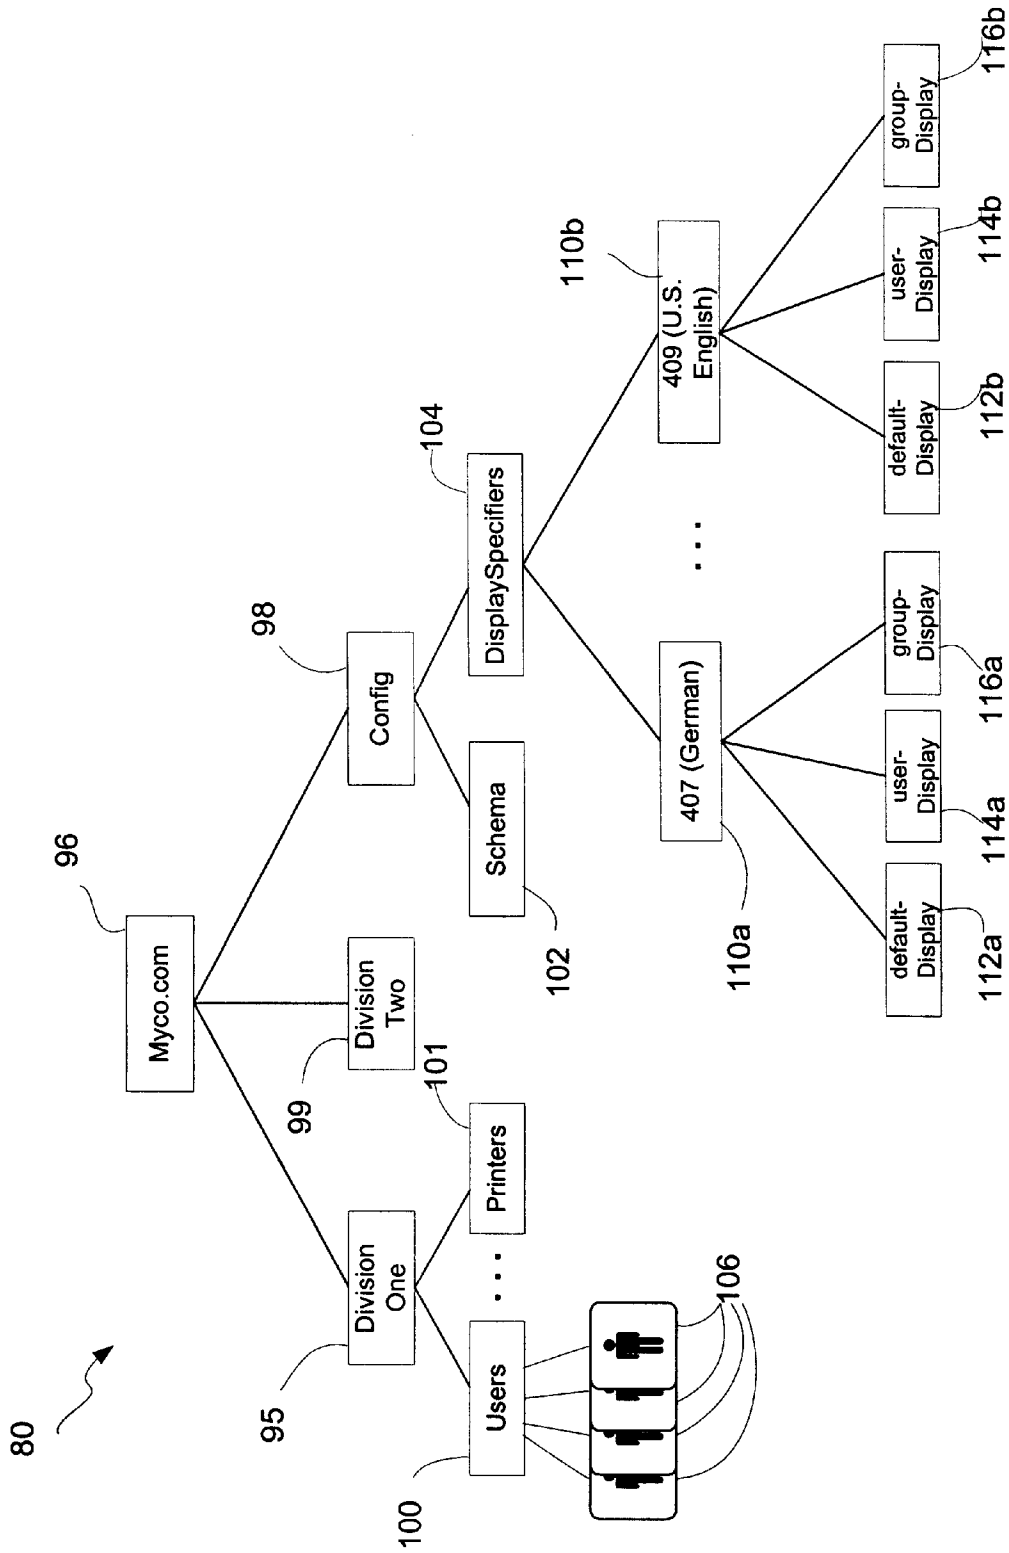 80
96
Myco.com
95
Division
One
99
Division
Two
98
Config
100
Users
. . .
101
Printers
102
Schema
104
DisplaySpecifiers
106
110a
407 (German)
. . .
110b
409 (U.S.
English)
default-
Display
user-
Display
group-
Display
default-
Display
user-
Display
group-
Display
112a
114a
116a
112b
114b
116b